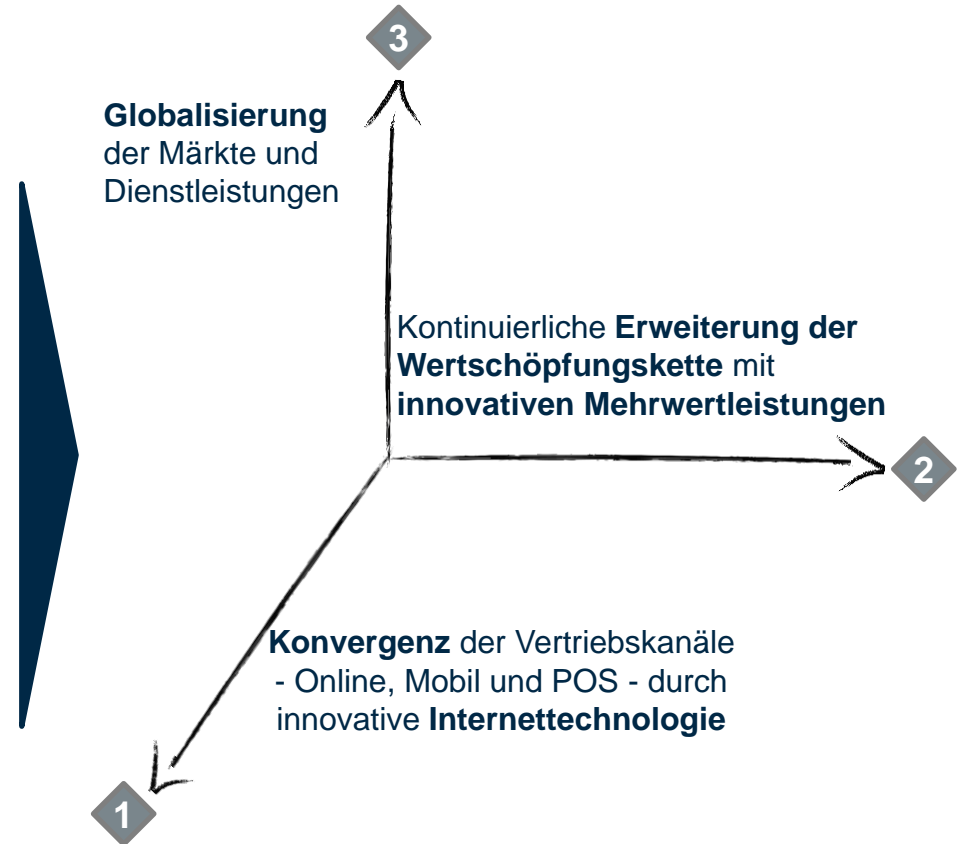 3
Globalisierung
der Märkte und
Dienstleistungen
Kontinuierliche Erweiterung der
Wertschöpfungskette mit
innovativen Mehrwertleistungen
2
Konvergenz der Vertriebskanäle
- Online, Mobil und POS - durch
innovative Internettechnologie
1